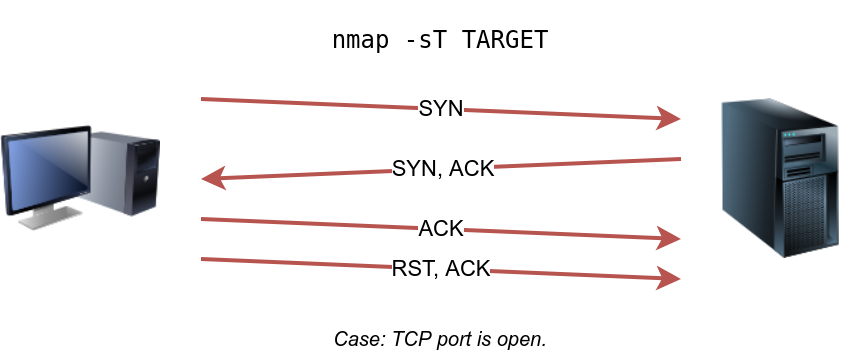 nmap -sT TARGET
SYN
SYN, ACK
ACK
RST, ACK
Case: TCP port is open.